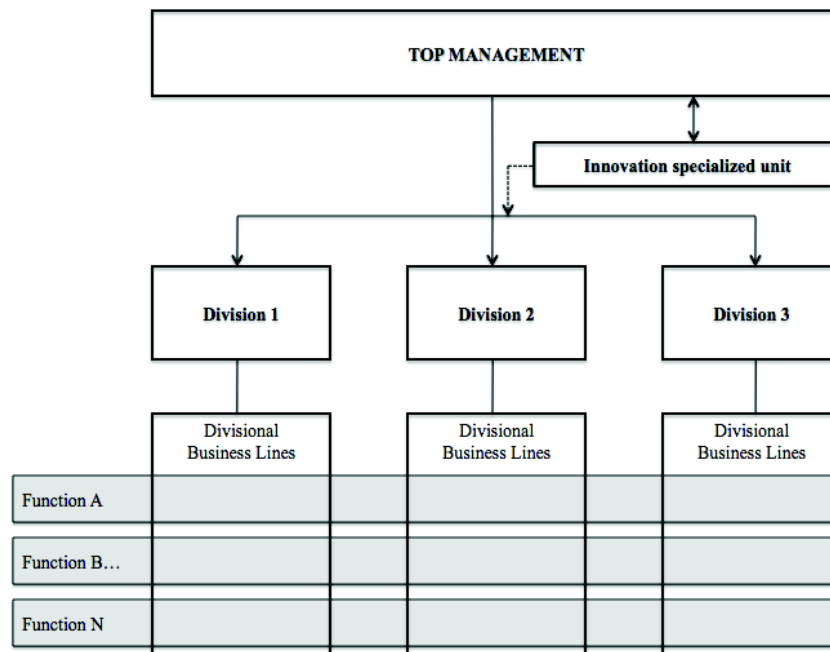 TOP MANAGEMENT
Innovation specialized unit
Division 1
Division 2
Division 3
Divisional
Business Lines
Divisional
Business Lines
Divisional
Business Lines
Function A
Function B…
Function N